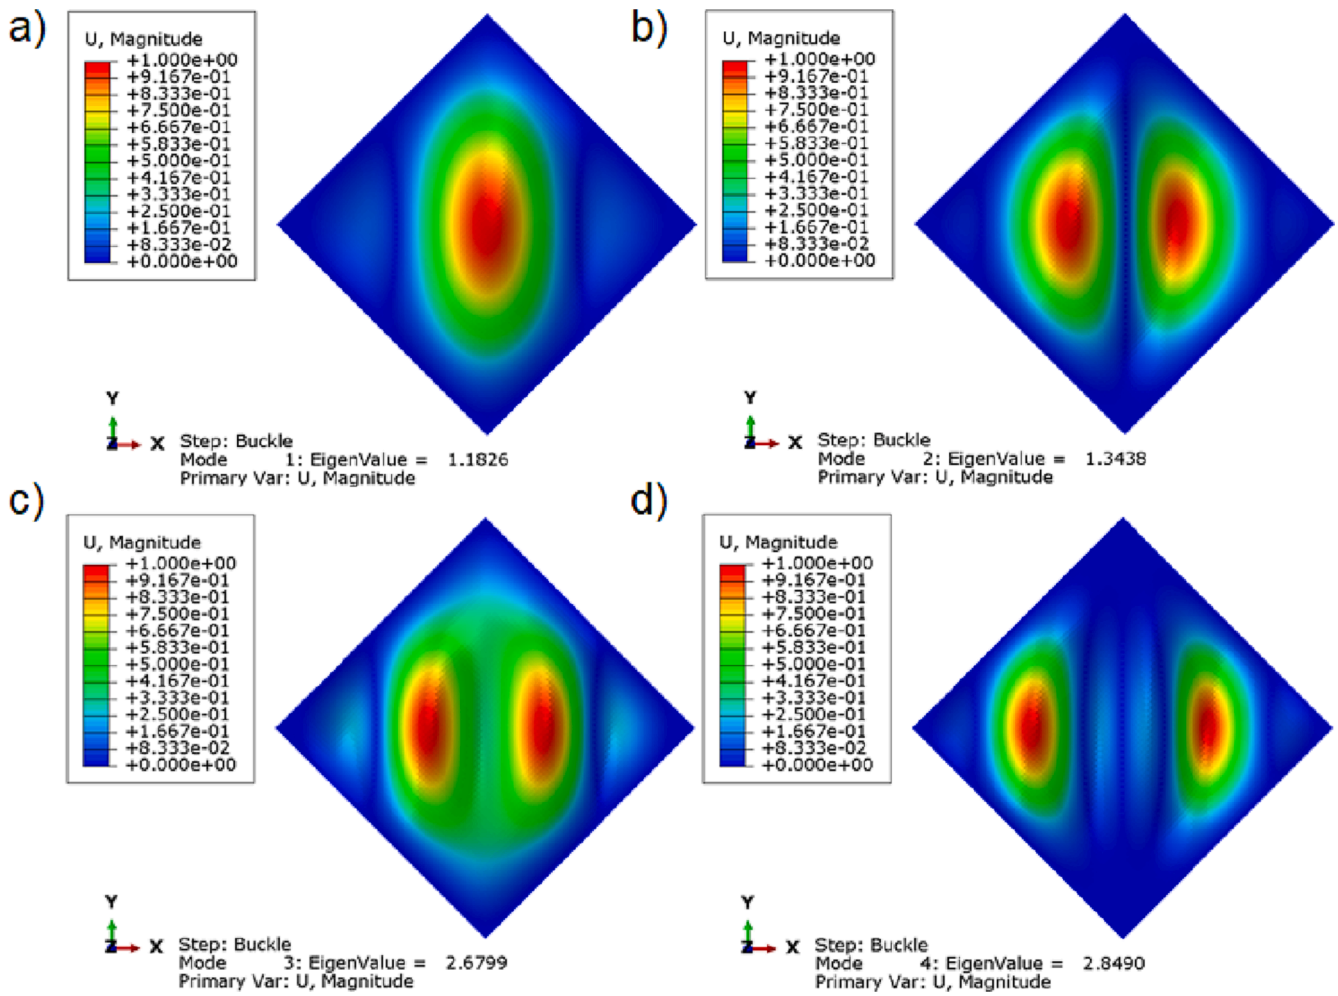 a)
U, Magnitude
+1.000e+00
+9.167e-01
+8.333e-01
+7.500e-01
+6.667e-01
+5.833e-01
+5.000e-01
+4.167e-01
+3.333e-01
+2.500e-01
+1.667e-01
+8.333e-02
+0.000e+00
Y
Z X
Step: Buckle
Mode 1: EigenValue = 1.1826
Primary Var: U, Magnitude
b)
U, Magnitude
+1.000e+00
+9.167e-01
+8.333e-01
+7.500e-01
+6.667e-01
+5.833e-01
+5.000e-01
+4.167e-01
+3.333e-01
+2.500e-01
+1.667e-01
+8.333e-02
+0.000e+00
Y
Z X
Step: Buckle
Mode 2: EigenValue = 1.3438
Primary Var: U, Magnitude
c)
U, Magnitude
+1.000e+00
+9.167e-01
+8.333e-01
+7.500e-01
+6.667e-01
+5.833e-01
+5.000e-01
+4.167e-01
+3.333e-01
+2.500e-01
+1.667e-01
+8.333e-02
+0.000e+00
Y
Z X
Step: Buckle
Mode 3: EigenValue = 2.6799
Primary Var: U, Magnitude
d)
U, Magnitude
+1.000e+00
+9.167e-01
+8.333e-01
+7.500e-01
+6.667e-01
+5.833e-01
+5.000e-01
+4.167e-01
+3.333e-01
+2.500e-01
+1.667e-01
+8.333e-02
+0.000e+00
Y
Z X
Step: Buckle
Mode 4: EigenValue = 2.8490
Primary Var: U, Magnitude